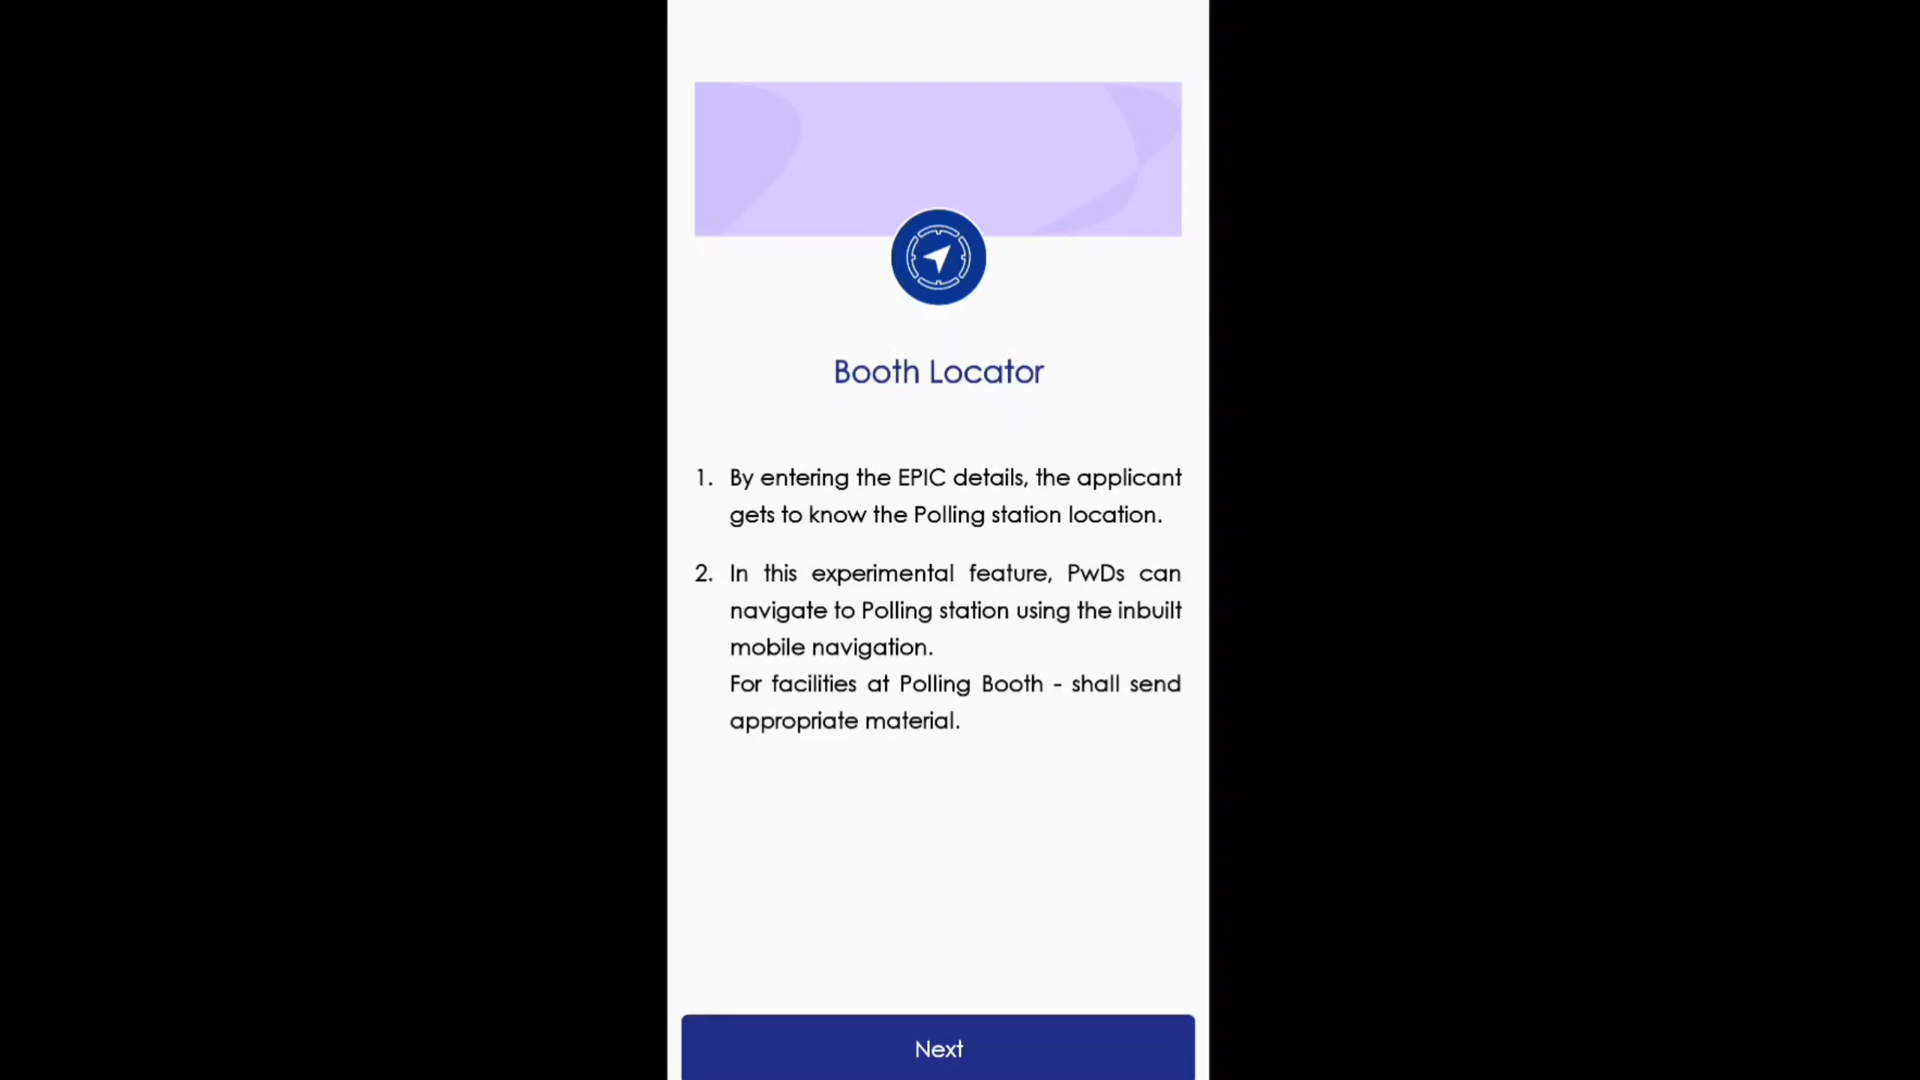 Booth Locator
1. By entering the EPIC details, the applicant
gets to know the Polling station location.
2. In this experimental feature, PwDs can
navigate to Polling station using the inbuilt
mobile navigation.
For facilities at Polling Booth - shall send
appropriate material.
Next